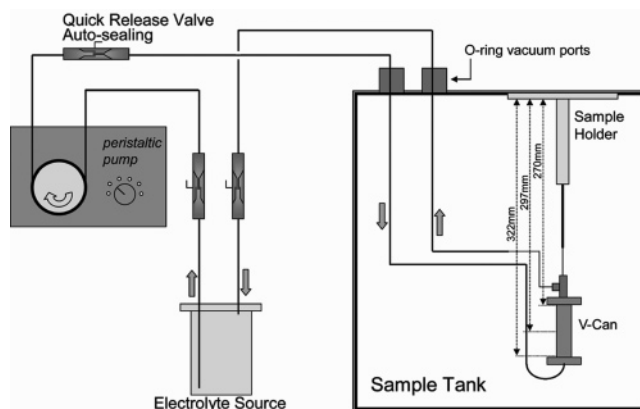 Quick Release Valve
Auto-sealing
O-ring vacuum ports
peristaltic
pump
Sample
Holder
322mm
297mm
270mm
V-Can
Sample Tank
Electrolyte Source